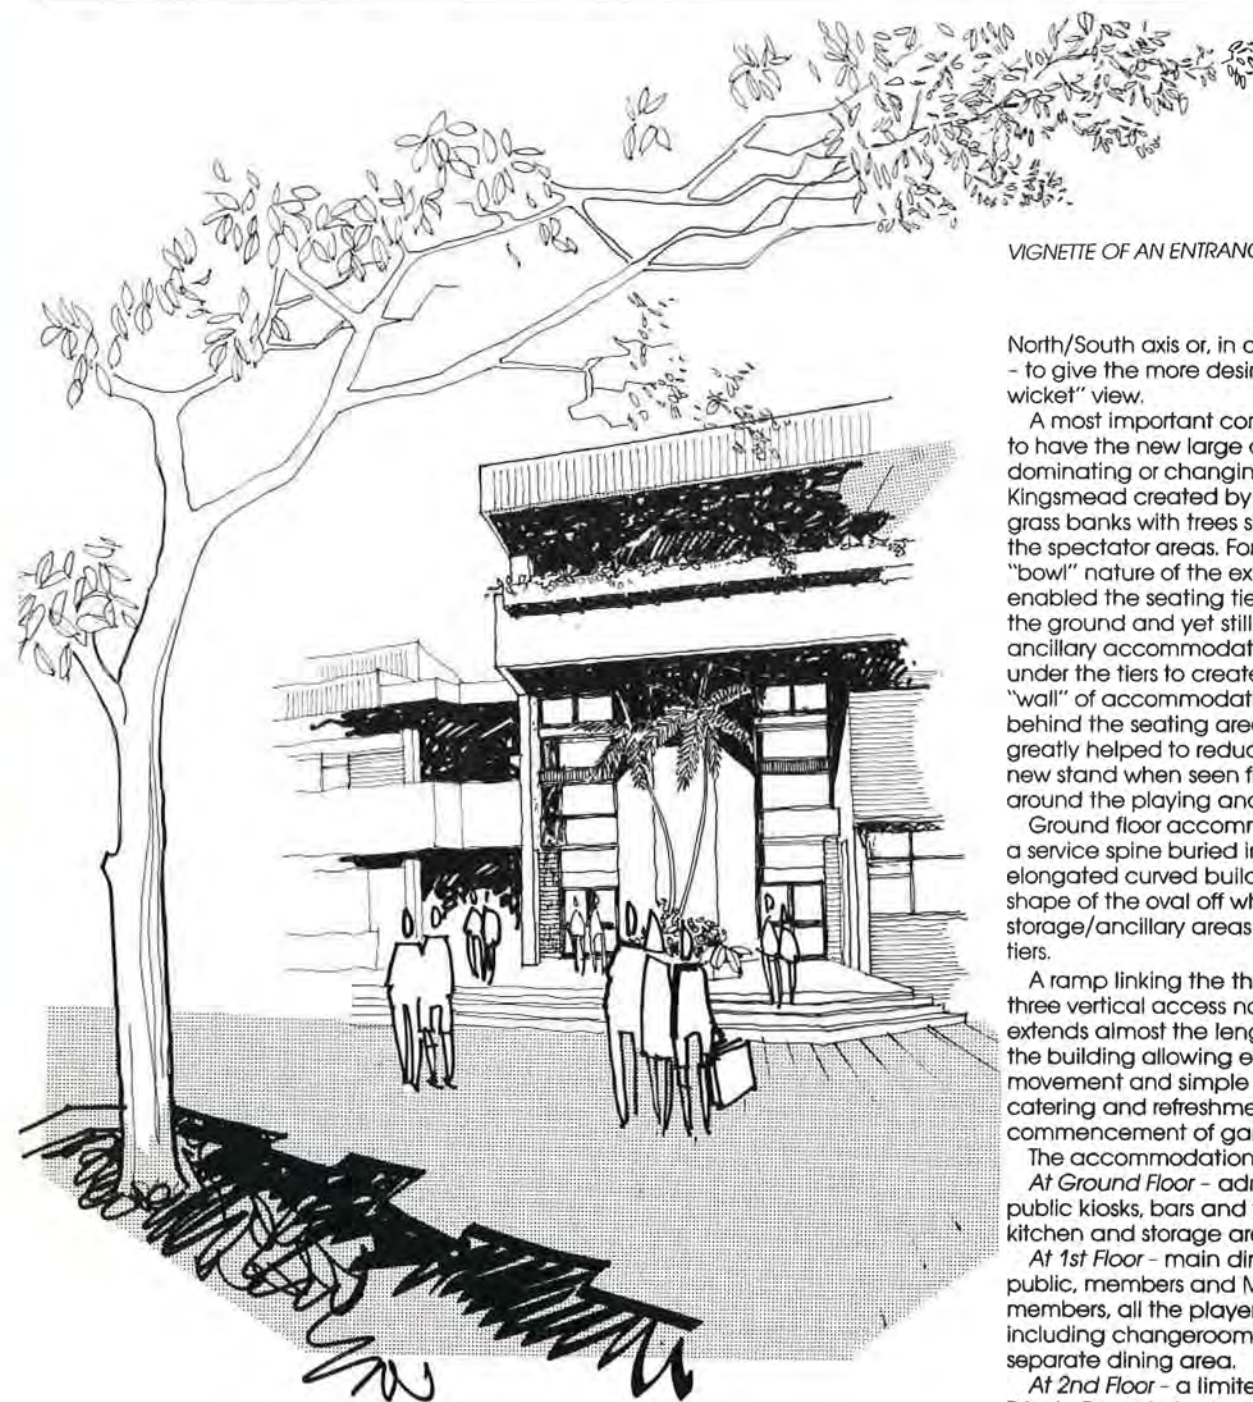 VIGNETTE OF AN ENTRANC
North/South axis or, in o
- to give the more desir
wicket" view.
A most important con
to have the new large c
dominating or changin
Kingsmead created by
grass banks with trees s
the spectator areas. For
"bowl" nature of the ex
enabled the seating tie
the ground and yet still
ancillary accommodat
under the tiers to create
"wall" of accommodat
behind the seating area
greatly helped to reduc
new stand when seen f
around the playing and
Ground floor accomm
a service spine buried in
elongated curved build
shape of the oval off wh
storage/ancillary areas
tiers.
A ramp linking the th
three vertical access no
extends almost the leng
the building allowing e
movement and simple
catering and refreshme
commencement of ga
The accommodation
At Ground Floor - adr
public kiosks, bars and
kitchen and storage are
At 1st Floor - main din
public, members and
members, all the player
including changeroom
separate dining area.
At 2nd Floor - a limite